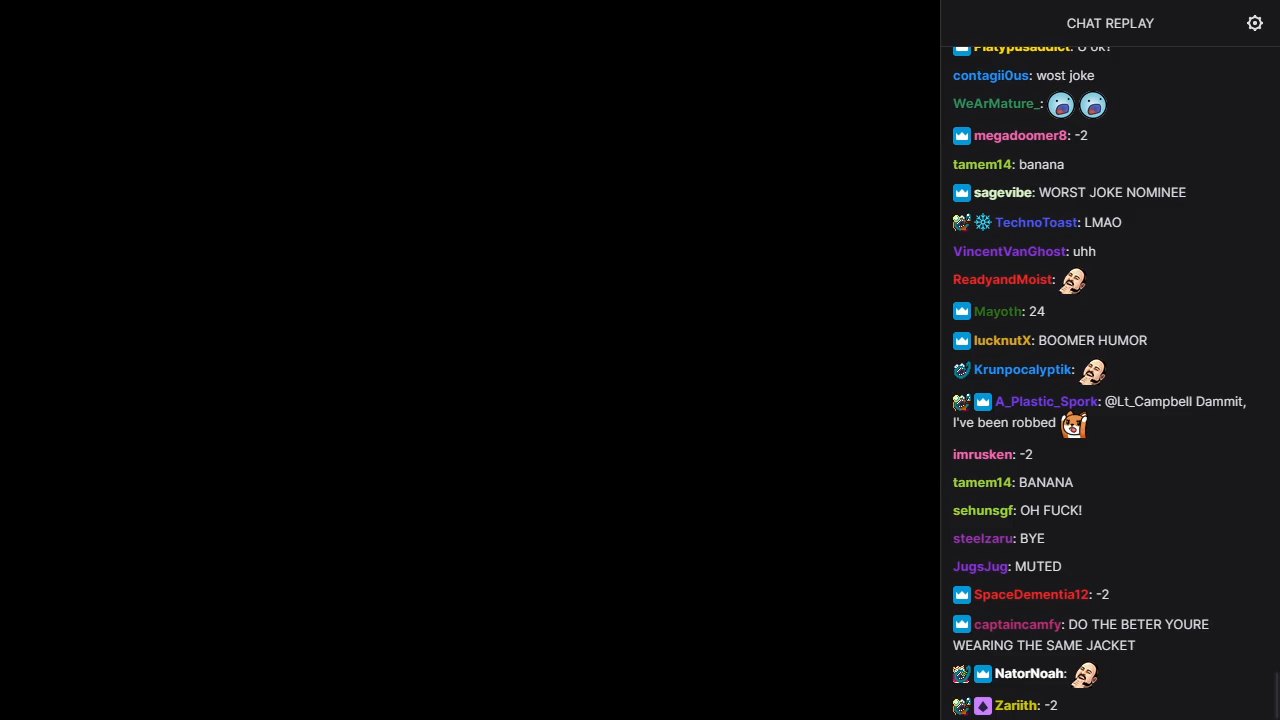 CHAT REPLAY
Platypusaddict: U ok?
contagii0us: wost joke
WeArMature_:
megadoomer8: -2
tamem14: banana
sagevibe: WORST JOKE NOMINEE
TechnoToast: LMAO
VincentVanGhost: uhh
ReadyandMoist:
Mayoth: 24
lucknutX: BOOMER HUMOR
Krunpocalyptik:
A_Plastic_Spork: @Lt_Campbell Dammit,
I've been robbed
imrusken: -2
tamem14: BANANA
sehunsgf: OH FUCK!
steelzaru: BYE
JugsJug: MUTED
SpaceDementia12: -2
captaincamfy: DO THE BETER YOURE
WEARING THE SAME JACKET
NatorNoah:
Zariith: -2